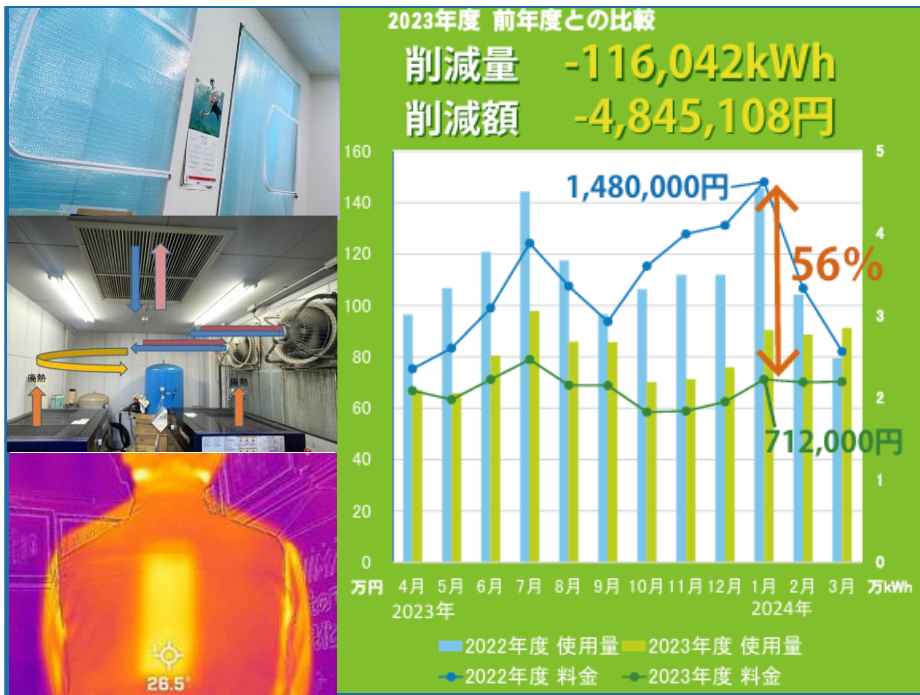 2023年度 前年度との比較
削減量 -116,042kWh
削減額 -4,845,108円
160
140
120
100
80
60
40
20
0
5
4
3
2
1
0
1,480,000円
56%
712,000円
万円
4月 5月 6月 7月 8月 9月 10月 11月 12月 1月 2月 3月
万kWh
2023年
2024年
2022年度 使用量
2023年度 使用量
2022年度 料金
2023年度 料金
廃熱
廃熱
26.5°